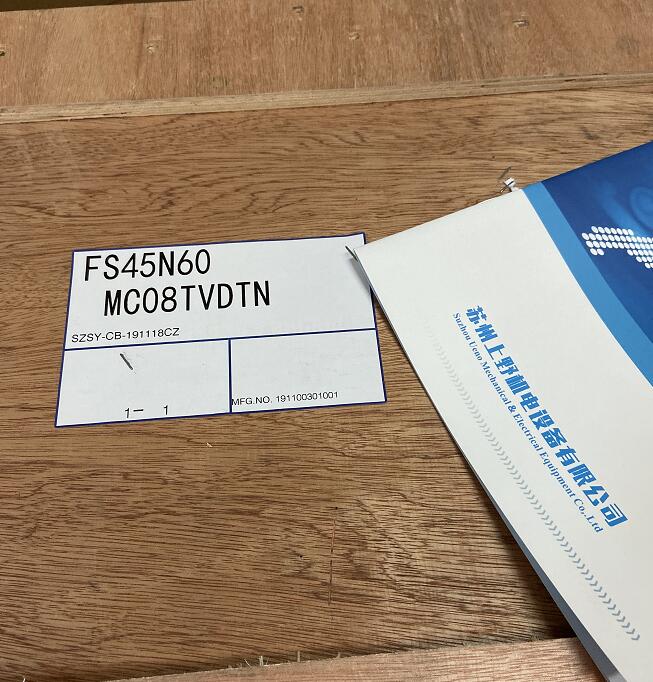 FS45N60
MC08TVDTN
SZSY-CB-191118CZ
1- 1
MFG.NO. 191100301001
苏州上野机电设备有限公司
Suzhou Ueno Mechanical & Electrical Equipment Co.,Ltd